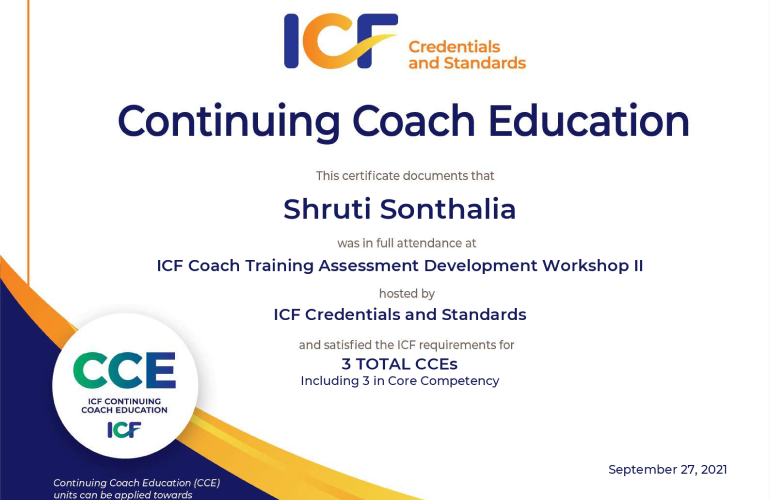 ICF
Credentials
and Standards
Continuing Coach Education
This certificate documents that
Shruti Sonthalia
was in full attendance at
ICF Coach Training Assessment Development Workshop II
hosted by
ICF Credentials and Standards
and satisfied the ICF requirements for
3 TOTAL CCEs
Including 3 in Core Competency
CCE
ICF CONTINUING
COACH EDUCATION
ICF
September 27, 2021
Continuing Coach Education (CCE)
units can be applied towards